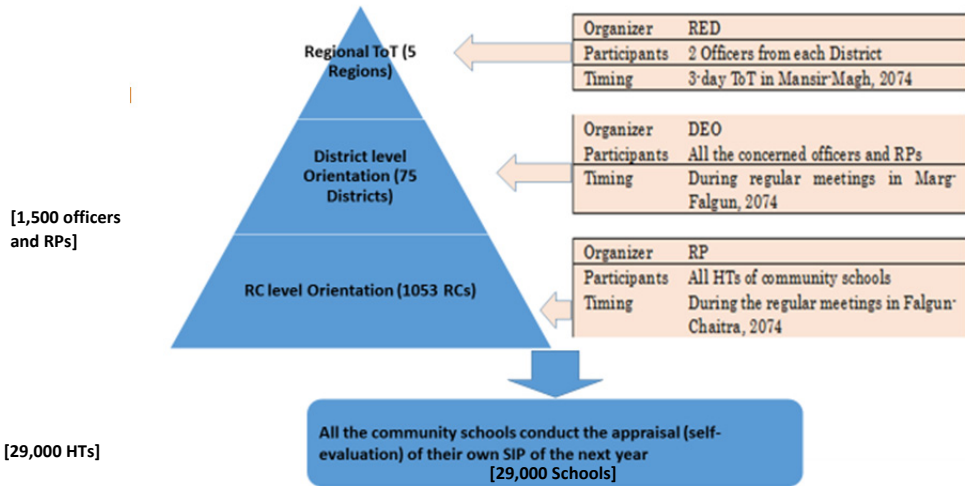 Regional ToT (5
Regions)
Organizer RED
Participants 2 Officers from each District
Timing 3-day ToT in Mansir-Magh, 2074
District level
Orientation (75
Districts)
Organizer DEO
Participants All the concerned officers and RPs
Timing During regular meetings in Marg-
Falgun, 2074
[1,500 officers
and RPs]
RC level Orientation (1053 RCs)
Organizer RP
Participants All HTs of community schools
Timing During the regular meetings in Falgun-
Chaitra, 2074
[29,000 HTs]
All the community schools conduct the appraisal (self-
evaluation) of their own SIP of the next year
[29,000 Schools]